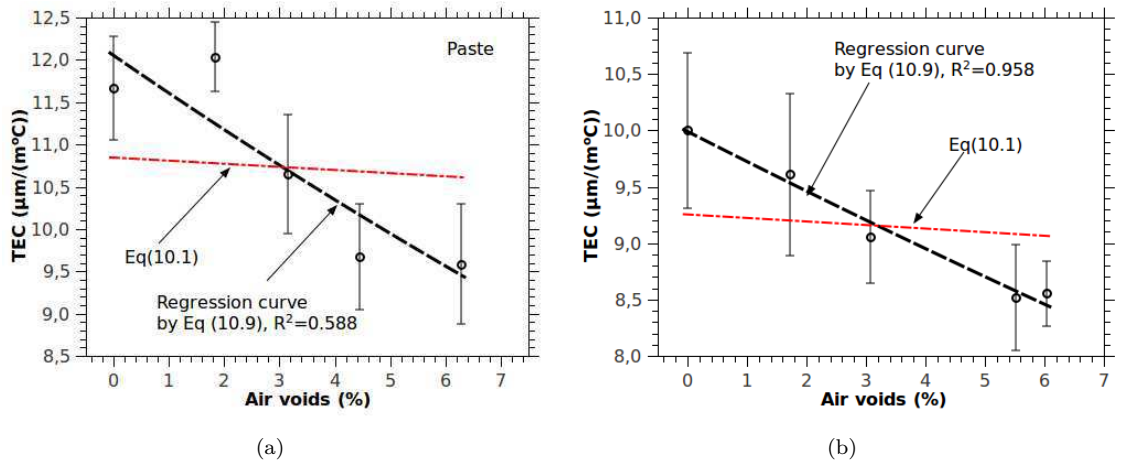 12,5
12,0
11,5
11,0
10,5
10,0
9,5
9,0
8,5
TEC (µm/(m°C))
Paste
Eq(10.1)
Regression curve
by Eq (10.9), R²=0.588
0 1 2 3 4 5 6 7
Air voids (%)
(a)
11,0
10,5
10,0
9,5
9,0
8,5
8,0
TEC (µm/(m°C))
Regression curve
by Eq (10.9), R²=0.958
Eq(10.1)
0 1 2 3 4 5 6 7
Air voids (%)
(b)